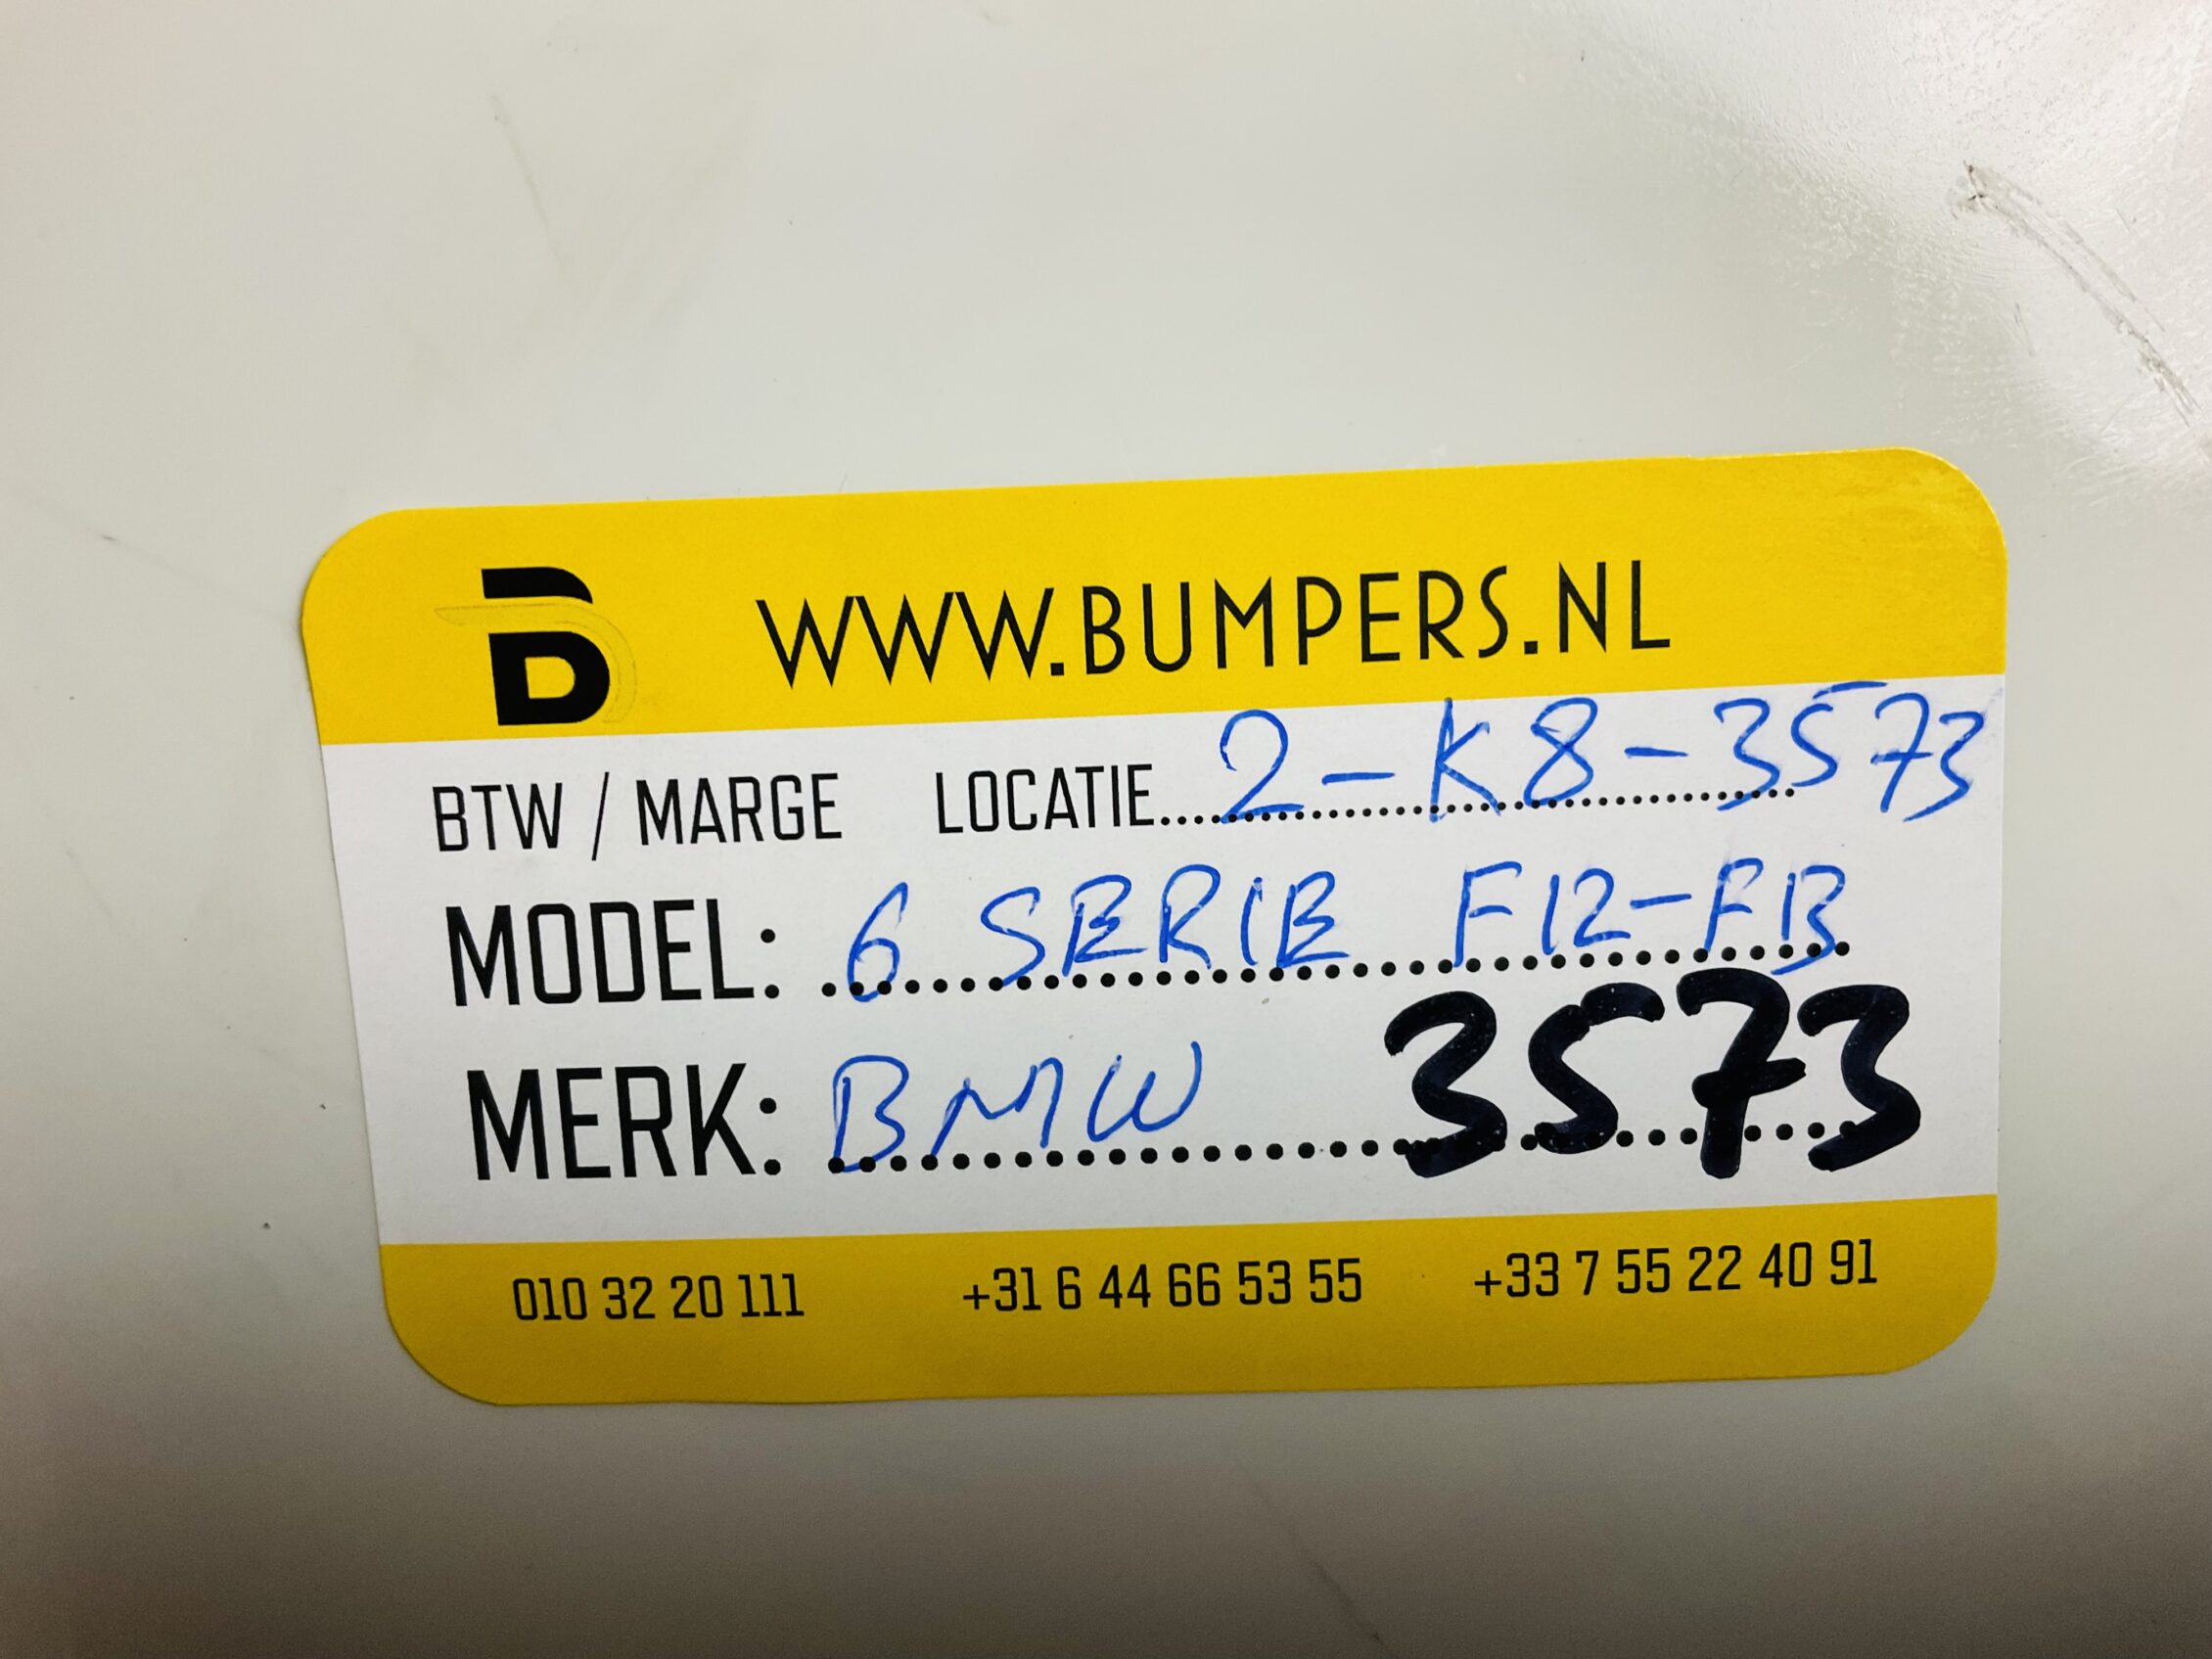 WWW.BUMPERS.NL
BTW / MARGE LOCATIE 2-K8-3573
MODEL: 6 SERIE F12-F13
MERK: BMW 3573
010 32 20 111 +31 6 44 66 53 55 +33 7 55 22 40 91